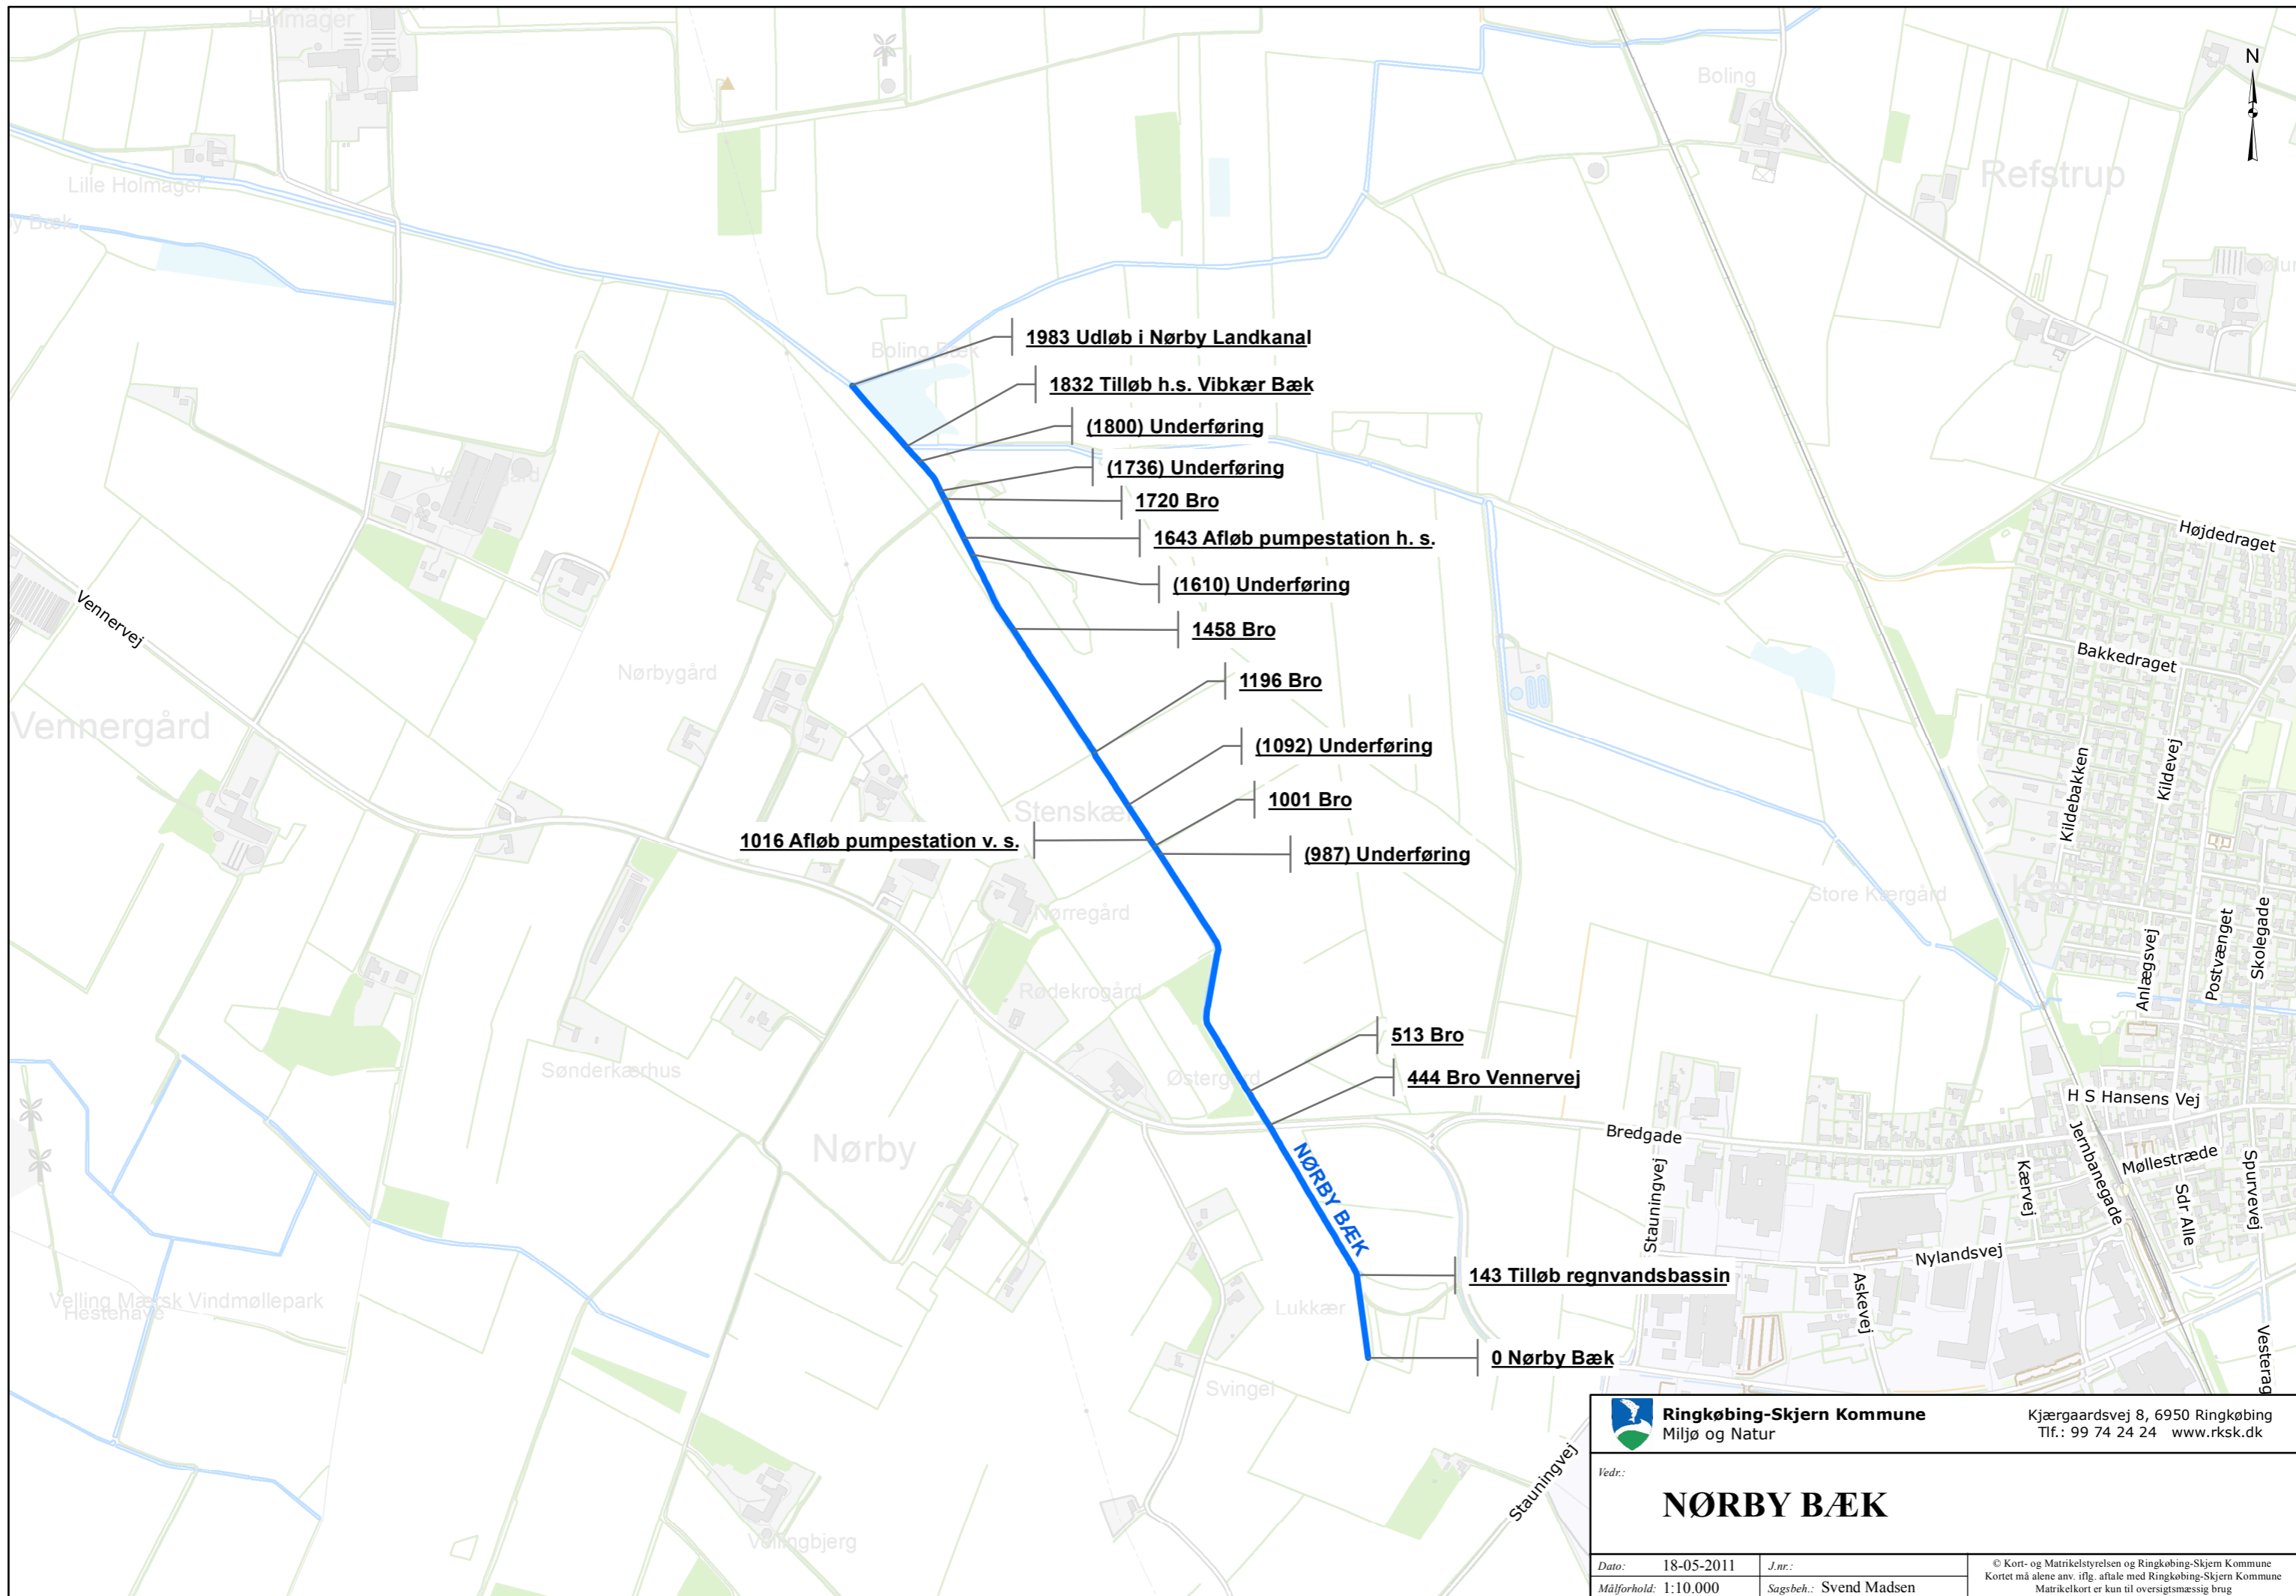 Holmager
Boling
N
Refstrup
Lille Holmager
y Bæk
1983 Udløb i Nørby Landkanal
Boling Bæk
1832 Tilløb h.s. Vibkær Bæk
(1800) Underføring
(1736) Underføring
1720 Bro
1643 Afløb pumpestation h. s.
(1610) Underføring
1458 Bro
1196 Bro
(1092) Underføring
1001 Bro
1016 Afløb pumpestation v. s.
(987) Underføring
513 Bro
444 Bro Vennervej
NØRBY BÆK
143 Tilløb regnvandsbassin
0 Nørby Bæk
Højdedraget
Bakkedraget
Kildebakken
Kildevej
Vennervej
Nørbygård
Vennergård
Stenskær
Store Kærgård
Nørregård
Rødekrogård
Anlægsvej
Postvænget
Skolegade
Sønderkærhus
Østergård
Nørby
H S Hansens Vej
Bredgade
Jernbanegade
Møllestræde
Stauningvej
Kærvej
Sdr Alle
Spurvevej
Nylandsvej
Askevej
Vesterag
Velling Mærsk Vindmøllepark
Hestehave
Lukkær
Svingel
Vellingbjerg
Stauningvej
Ringkøbing-Skjern Kommune
Miljø og Natur
Kjærgaardsvej 8, 6950 Ringkøbing
Tlf.: 99 74 24 24 www.rksk.dk
Vedr.:
NØRBY BÆK
Dato: 18-05-2011
J.nr.:
Målforhold: 1:10.000
Sagsbeh.: Svend Madsen
© Kort- og Matrikelstyrelsen og Ringkøbing-Skjern Kommune
Kortet må alene anv. iflg. aftale med Ringkøbing-Skjern Kommune
Matrikelkort er kun til oversigtsmæssig brug